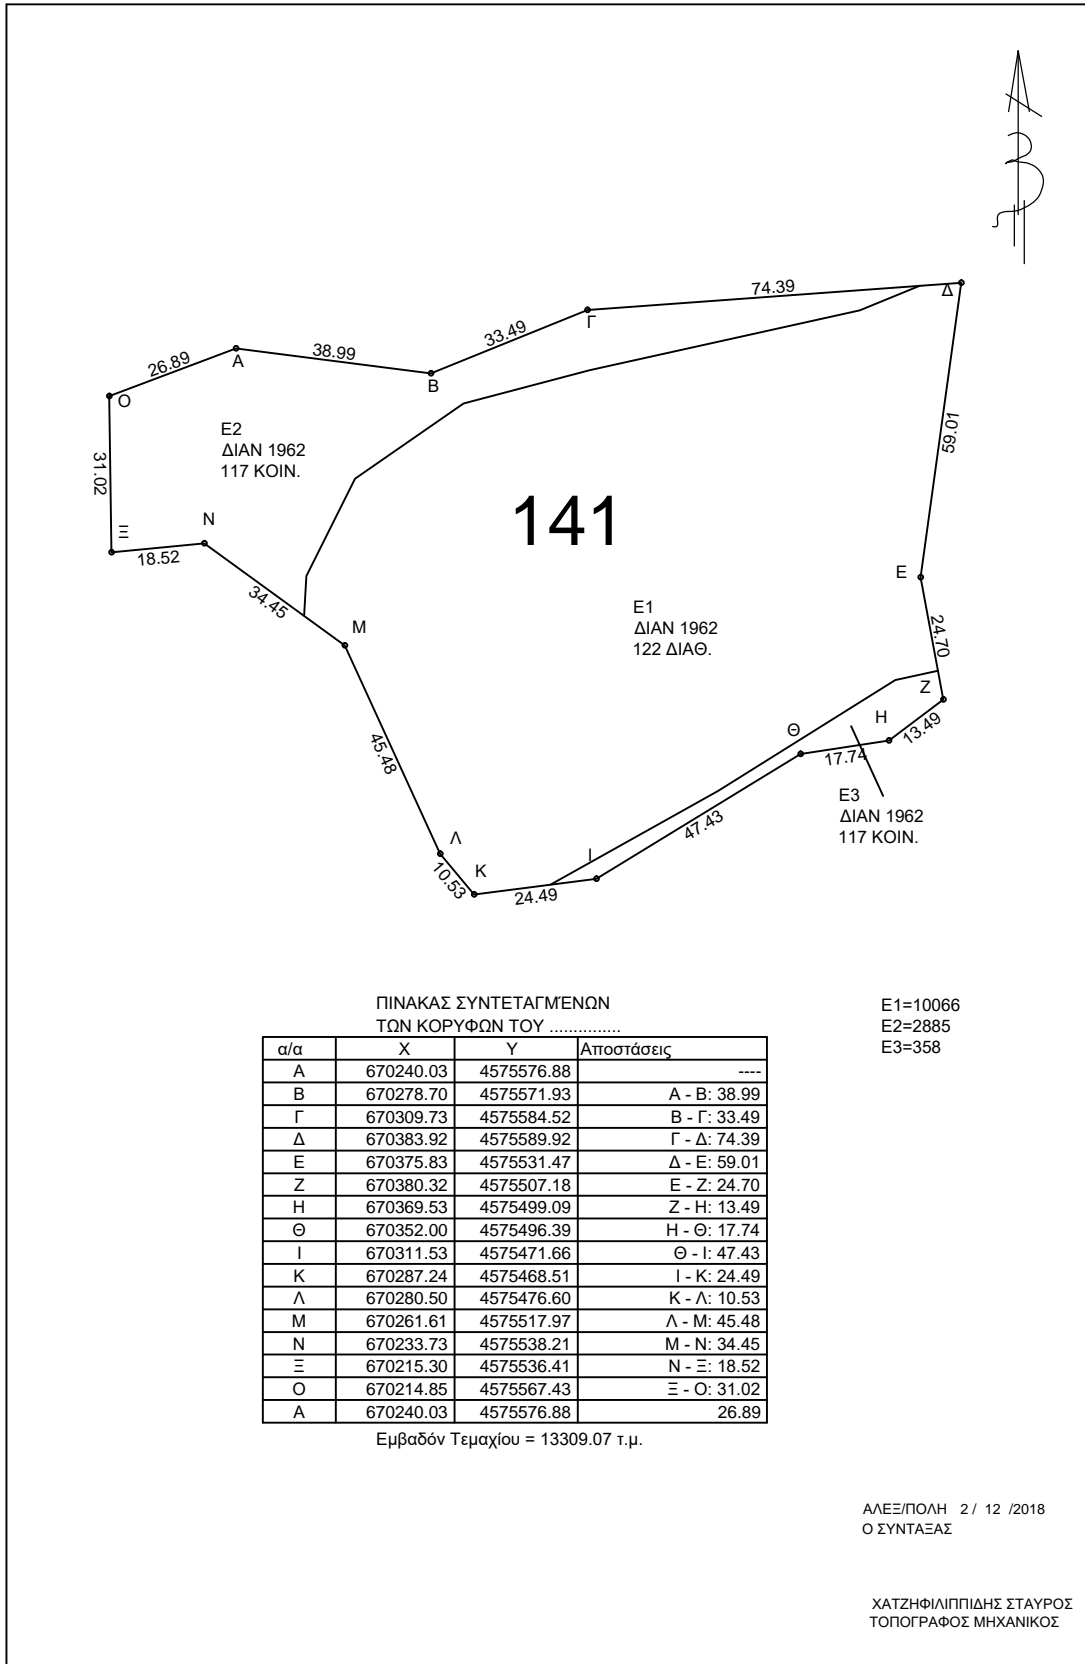 74.39
Δ
Γ
33.49
38.99
26.89
Α
Β
Ο
59.01
Ε2
ΔΙΑΝ 1962
117 ΚΟΙΝ.
31.02
141
Ν
Ξ
18.52
Ε
34.45
Ε1
ΔΙΑΝ 1962
122 ΔΙΑΘ.
Μ
24.70
Ζ
Η
Θ
13.49
45.48
17.74
Ε3
ΔΙΑΝ 1962
117 ΚΟΙΝ.
47.43
Λ
Ι
Κ
10.53
24.49
ΠΙΝΑΚΑΣ ΣΥΝΤΕΤΑΓΜΈΝΩΝ
ΤΩΝ ΚΟΡΥΦΩΝ ΤΟΥ ...............
Ε1=10066
Ε2=2885
Ε3=358
α/α Χ Υ Αποστάσεις
Α 670240.03 4575576.88 ----
Β 670278.70 4575571.93 Α - Β: 38.99
Γ 670309.73 4575584.52 Β - Γ: 33.49
Δ 670383.92 4575589.92 Γ - Δ: 74.39
Ε 670375.83 4575531.47 Δ - Ε: 59.01
Ζ 670380.32 4575507.18 Ε - Ζ: 24.70
Η 670369.53 4575499.09 Ζ - Η: 13.49
Θ 670352.00 4575496.39 Η - Θ: 17.74
Ι 670311.53 4575471.66 Θ - Ι: 47.43
Κ 670287.24 4575468.51 Ι - Κ: 24.49
Λ 670280.50 4575476.60 Κ - Λ: 10.53
Μ 670261.61 4575517.97 Λ - Μ: 45.48
Ν 670233.73 4575538.21 Μ - Ν: 34.45
Ξ 670215.30 4575536.41 Ν - Ξ: 18.52
Ο 670214.85 4575567.43 Ξ - Ο: 31.02
Α 670240.03 4575576.88 26.89
Εμβαδόν Τεμαχίου = 13309.07 τ.μ.
ΑΛΕΞ/ΠΟΛΗ 2 / 12 /2018
Ο ΣΥΝΤΑΞΑΣ
ΧΑΤΖΗΦΙΛΙΠΠΙΔΗΣ ΣΤΑΥΡΟΣ
ΤΟΠΟΓΡΑΦΟΣ ΜΗΧΑΝΙΚΟΣ